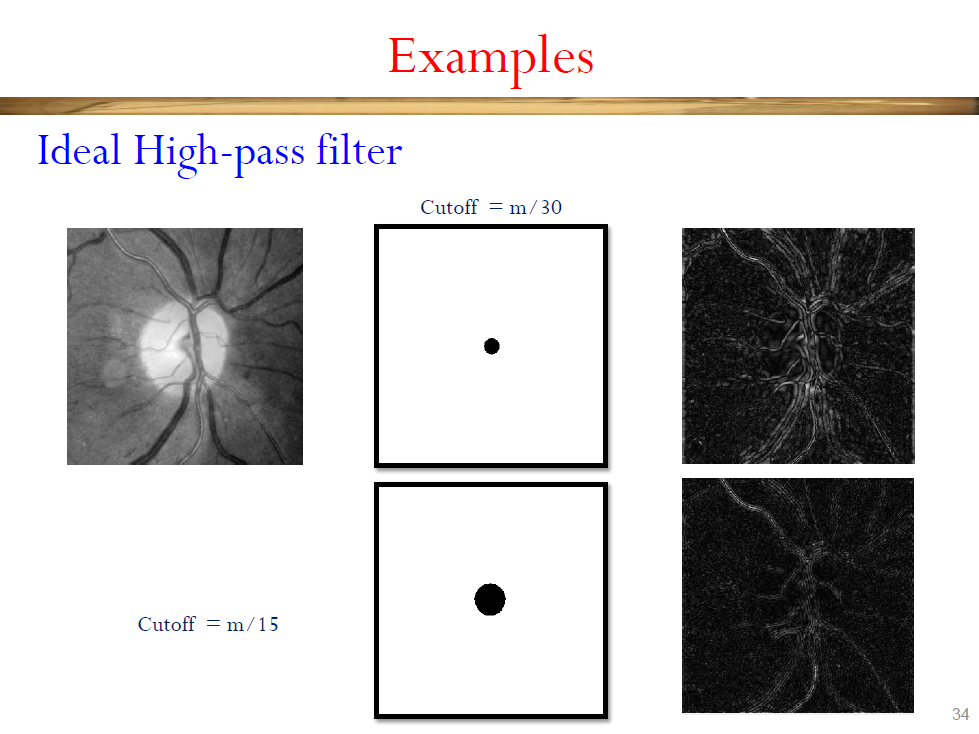 Examples
Ideal High-pass filter
Cutoff = m/30
Cutoff = m/15
34